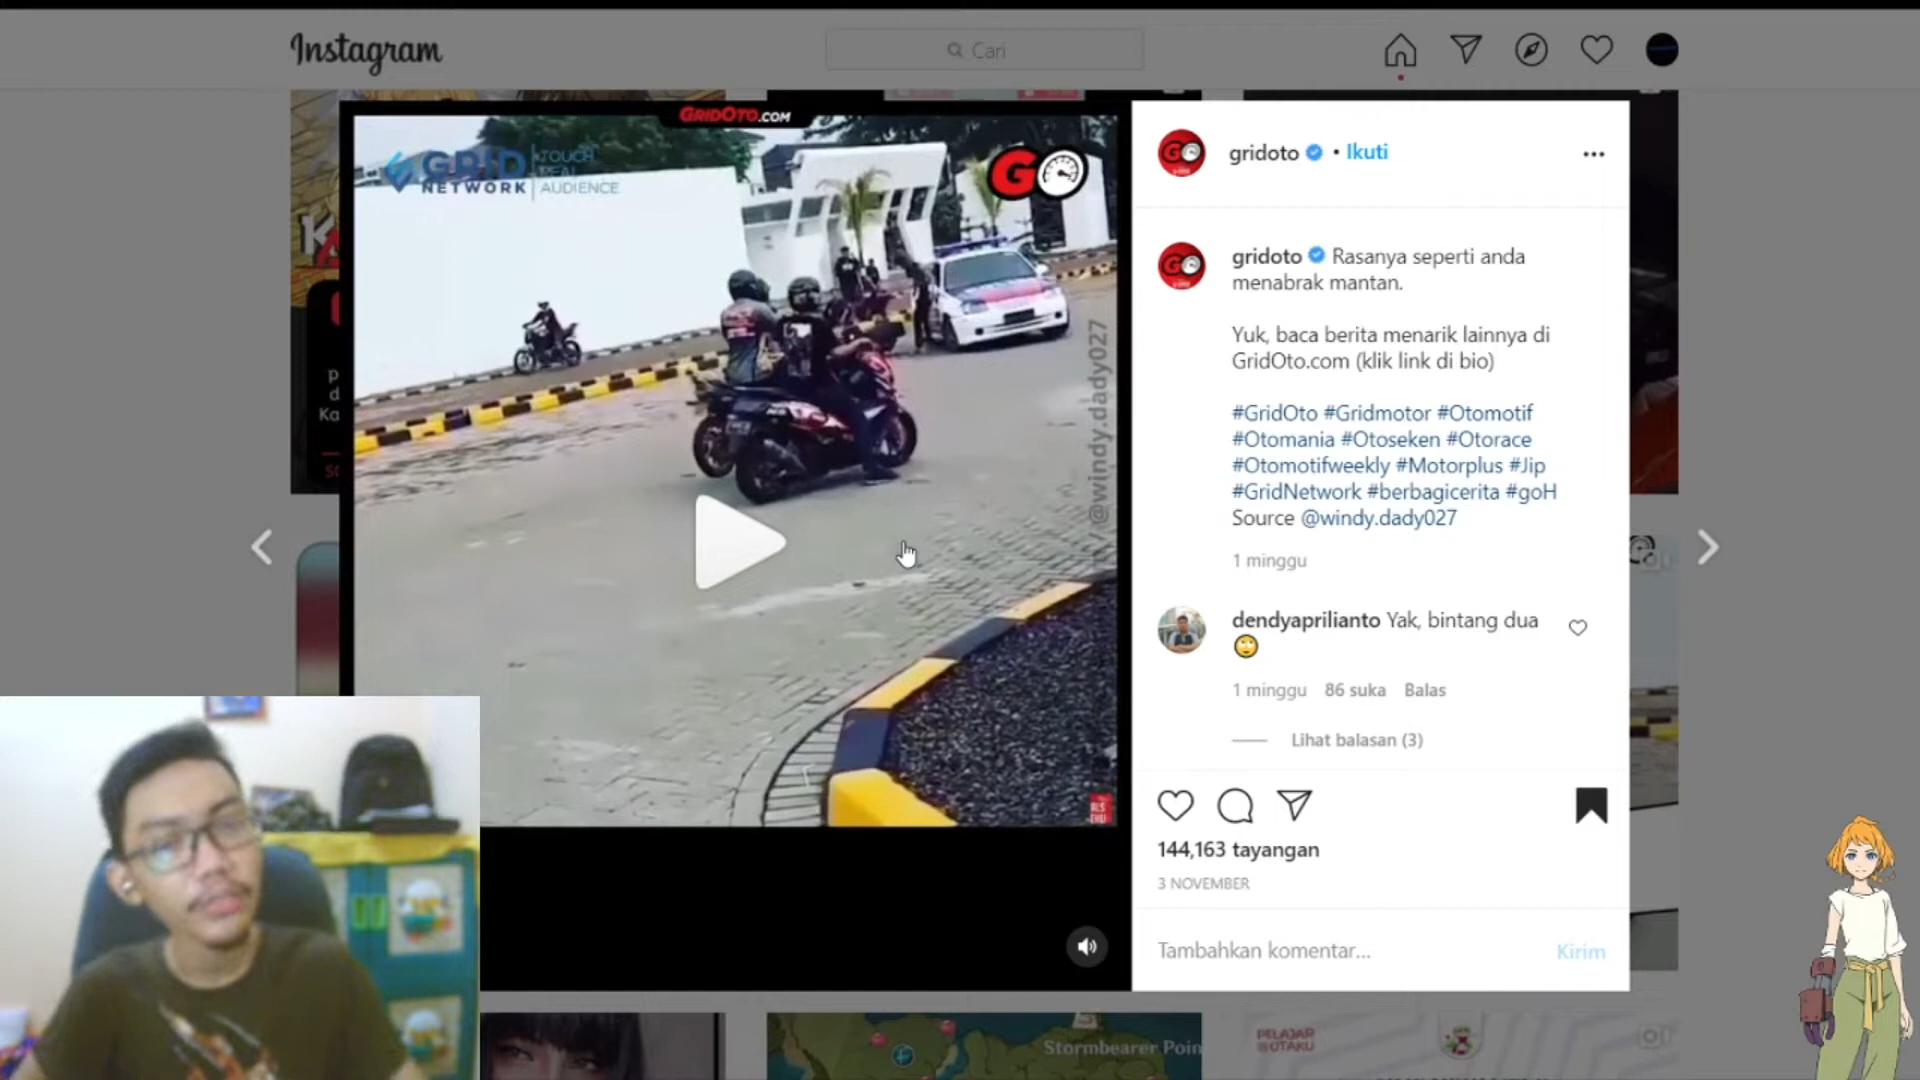 Instagram
Cari
GRIDOTO.COM
GRID
NETWORK
TOUCH
REAL
AUDIENCE
GO
@windy.dady027
gridoto • Ikuti
gridoto Rasanya seperti anda
menabrak mantan.
Yuk, baca berita menarik lainnya di
GridOto.com (klik link di bio)
#GridOto #Gridmotor #Otomotif
#Otomania #Otoseken #Otorace
#Otomotifweekly #Motorplus #Jip
#GridNetwork #berbagicerita #goH
Source @windy.dady027
1 minggu
dendyaprilianto Yak, bintang dua
1 minggu 86 suka Balas
Lihat balasan (3)
144,163 tayangan
3 NOVEMBER
Tambahkan komentar...
Kirim
Stormbearer Poin
PELAJAR
OTAKU